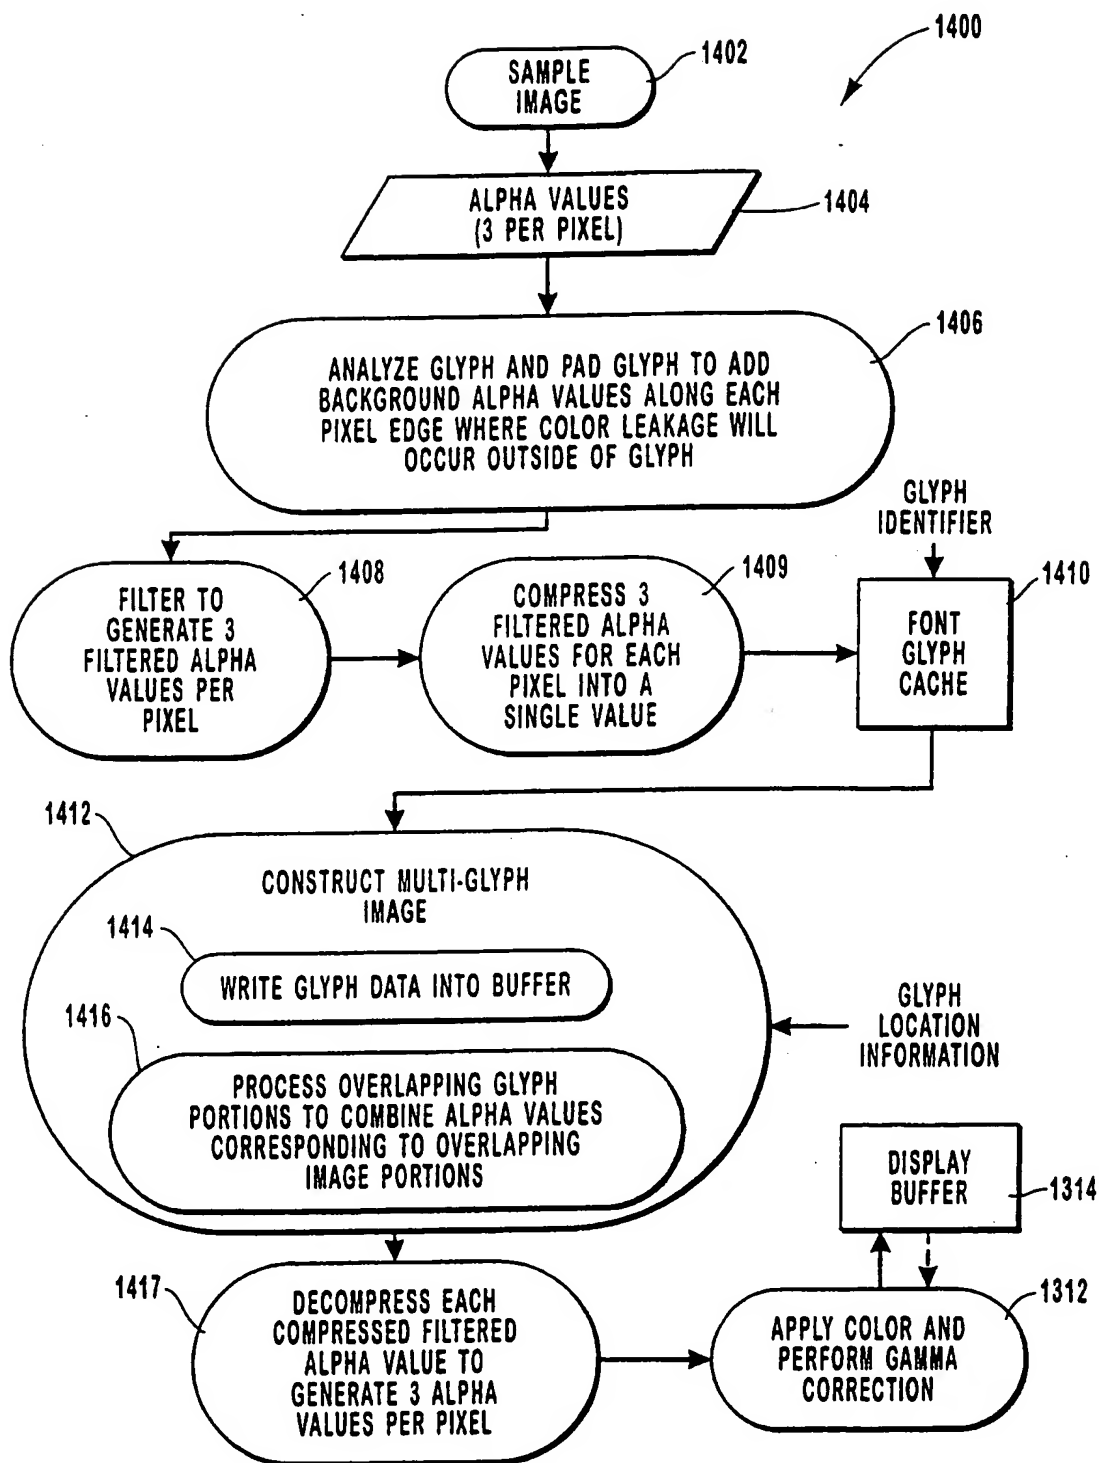 1400
1402
SAMPLE
IMAGE
ALPHA VALUES
(3 PER PIXEL)
1404
1406
ANALYZE GLYPH AND PAD GLYPH TO ADD
BACKGROUND ALPHA VALUES ALONG EACH
PIXEL EDGE WHERE COLOR LEAKAGE WILL
OCCUR OUTSIDE OF GLYPH
GLYPH
IDENTIFIER
1408
FILTER TO
GENERATE 3
FILTERED ALPHA
VALUES PER
PIXEL
1409
COMPRESS 3
FILTERED ALPHA
VALUES FOR EACH
PIXEL INTO A
SINGLE VALUE
1410
FONT
GLYPH
CACHE
1412
CONSTRUCT MULTI-GLYPH
IMAGE
1414
WRITE GLYPH DATA INTO BUFFER
1416
PROCESS OVERLAPPING GLYPH
PORTIONS TO COMBINE ALPHA VALUES
CORRESPONDING TO OVERLAPPING
IMAGE PORTIONS
GLYPH
LOCATION
INFORMATION
DISPLAY
BUFFER
1314
1417
DECOMPRESS EACH
COMPRESSED FILTERED
ALPHA VALUE TO
GENERATE 3 ALPHA
VALUES PER PIXEL
1312
APPLY COLOR AND
PERFORM GAMMA
CORRECTION